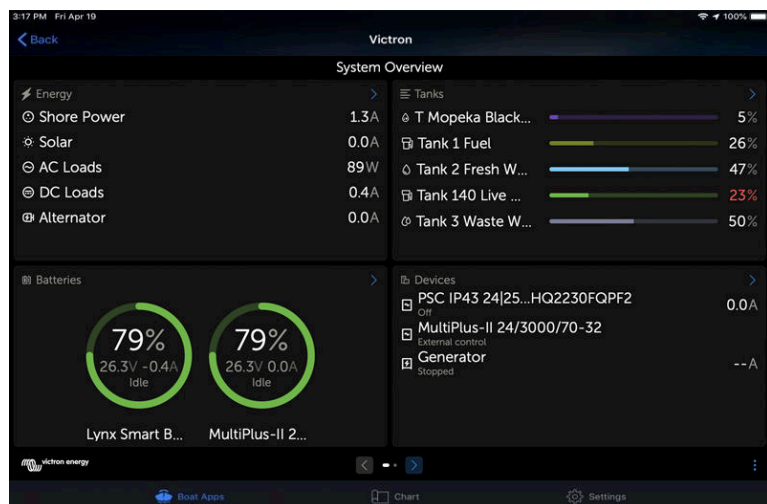 3:17 PM Fri Apr 19
100%
Back
Victron
System Overview
Energy
Shore Power 1.3A
Solar 0.0A
AC Loads 89W
DC Loads 0.4A
Alternator 0.0A
Tanks
T Mopeka Black... 5%
Tank 1 Fuel 26%
Tank 2 Fresh W... 47%
Tank 140 Live ... 23%
Tank 3 Waste W... 50%
Batteries
79%
26.3V -0.4A
Idle
Lynx Smart B...
79%
26.3V 0.0A
Idle
MultiPlus-II 2...
Devices
PSC IP43 24|25...HQ2230FQPF2 0.0A
Off
MultiPlus-II 24/3000/70-32
External control
Generator --A
Stopped
victron energy
Boat Apps
Chart
Settings